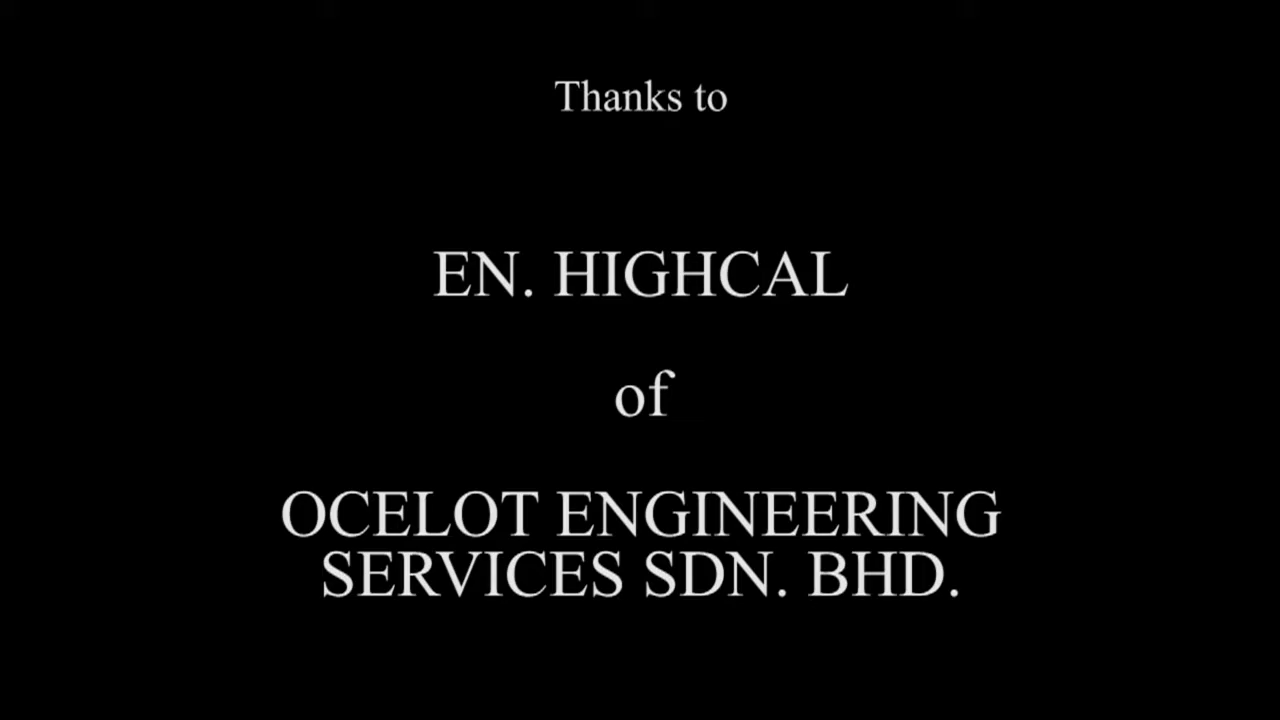 Thanks to
EN. HIGHCAL
of
OCELOT ENGINEERING
SERVICES SDN. BHD.